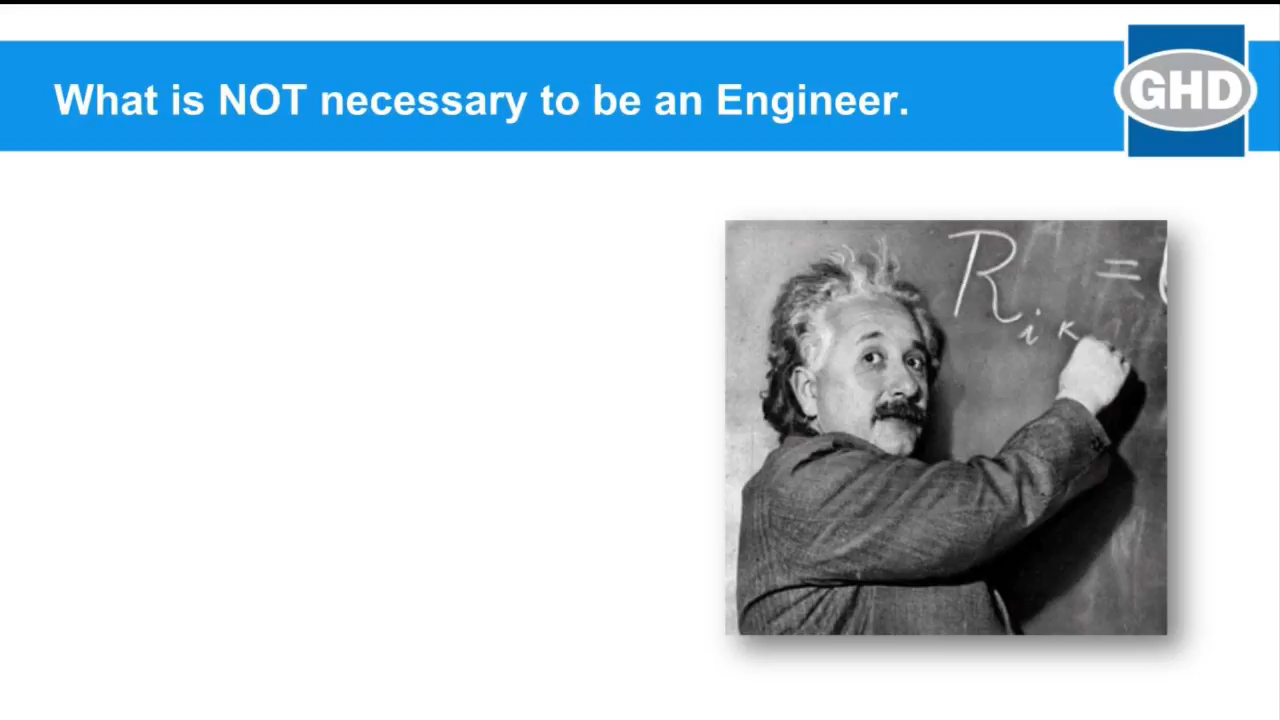 What is NOT necessary to be an Engineer.
GHD
R i κ =